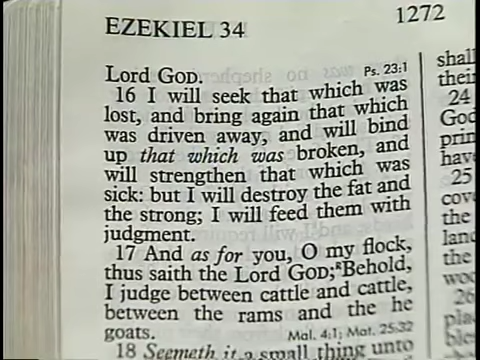 EZEKIEL 34
1272
Lord GOD.
Ps. 23:1
16 I will seek that which was
lost, and bring again that which
was driven away, and will bind
up that which was broken, and
will strengthen that which was
sick: but I will destroy the fat and
the strong; I will feed them with
judgment.
17 And as for you, O my flock,
thus saith the Lord GOD; Behold,
I judge between cattle and cattle,
between the rams and the he
goats.
Mal. 4:1; Mat. 25:32
18 Seemeth it a small thing unto
shall
their
24
God
prin
have
25
cove
the
land
the
woo
26
plac